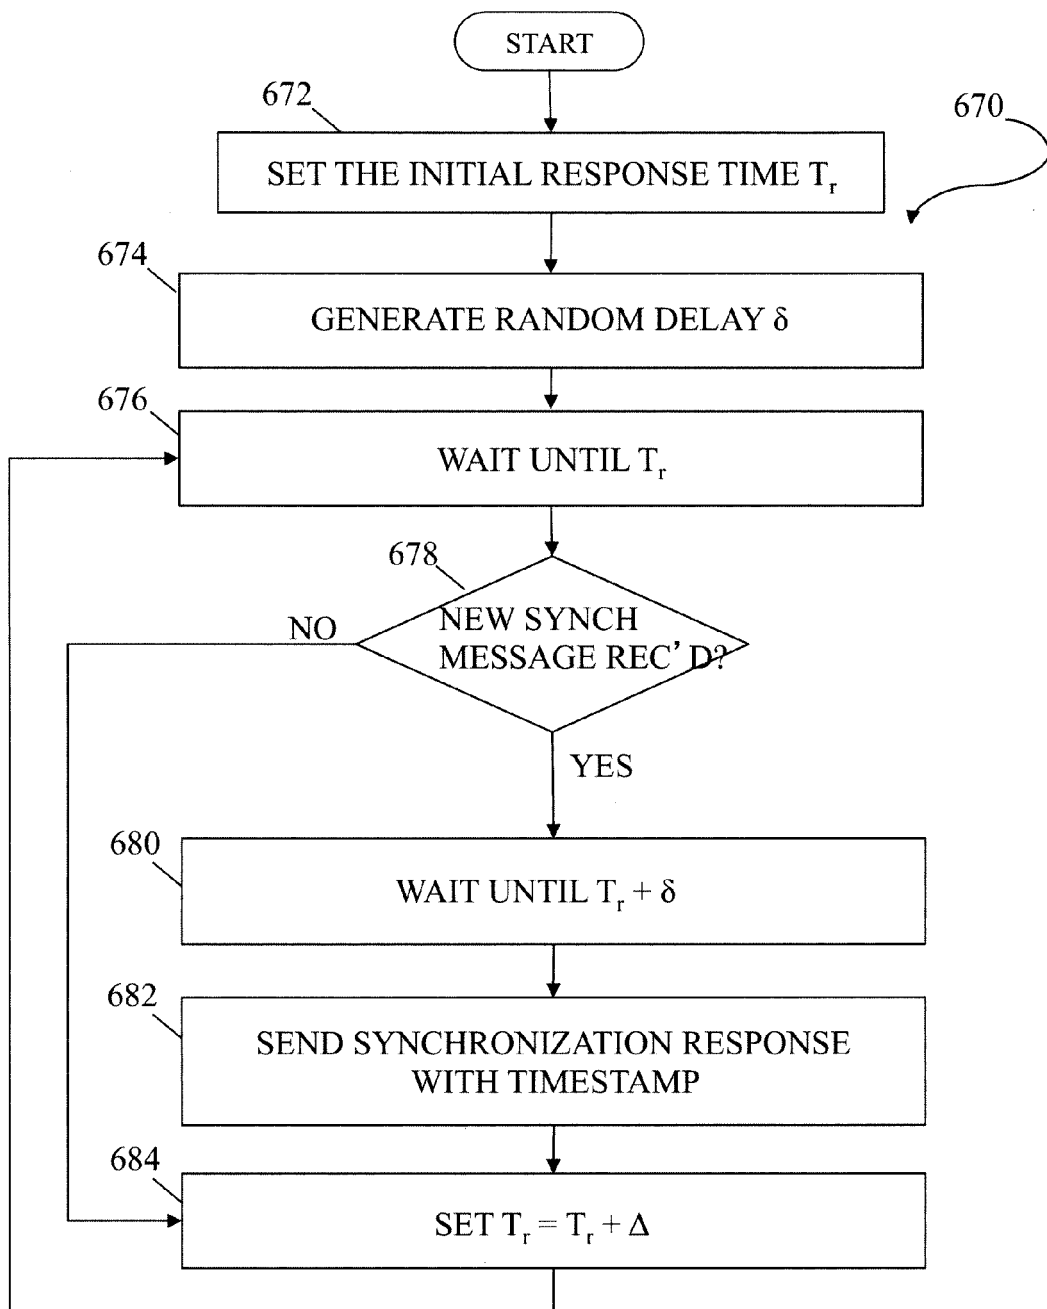 START
672
670
SET THE INITIAL RESPONSE TIME Tr
674
GENERATE RANDOM DELAY δ
676
WAIT UNTIL Tr
678
NO
NEW SYNCH
MESSAGE REC’D?
YES
680
WAIT UNTIL Tr + δ
682
SEND SYNCHRONIZATION RESPONSE
WITH TIMESTAMP
684
SET Tr = Tr + Δ